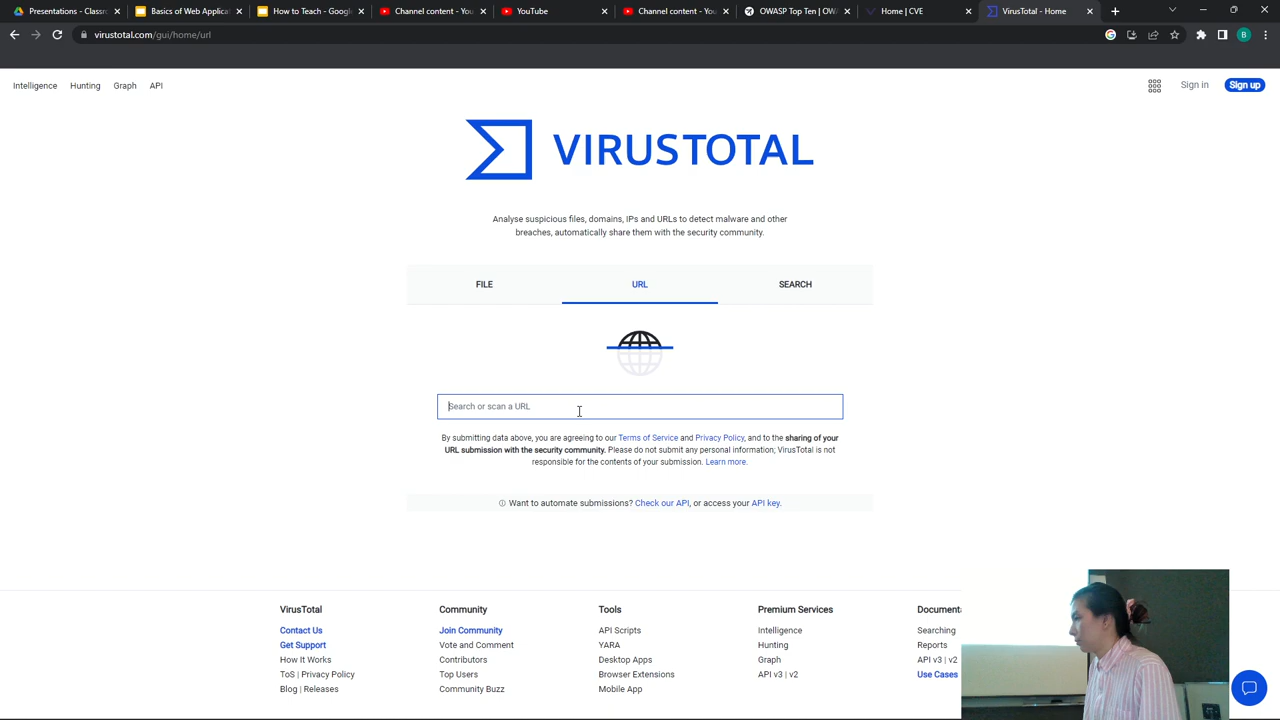 Presentations - Classr
Basics of Web Applicat
How to Teach - Google
Channel content - You
YouTube
Channel content - You
OWASP Top Ten | OWA
Home | CVE
VirusTotal - Home
virustotal.com/gui/home/url
B
Intelligence
Hunting
Graph
API
Sign in
Sign up
VIRUSTOTAL
Analyse suspicious files, domains, IPs and URLs to detect malware and other
breaches, automatically share them with the security community.
FILE
URL
SEARCH
Search or scan a URL
By submitting data above, you are agreeing to our Terms of Service and Privacy Policy, and to the sharing of your
URL submission with the security community. Please do not submit any personal information; VirusTotal is not
responsible for the contents of your submission. Learn more.
Want to automate submissions? Check our API, or access your API key.
VirusTotal
Contact Us
Get Support
How It Works
ToS | Privacy Policy
Blog | Releases
Community
Join Community
Vote and Comment
Contributors
Top Users
Community Buzz
Tools
API Scripts
YARA
Desktop Apps
Browser Extensions
Mobile App
Premium Services
Intelligence
Hunting
Graph
API v3 | v2
Documenta
Searching
Reports
API v3 | v2
Use Cases